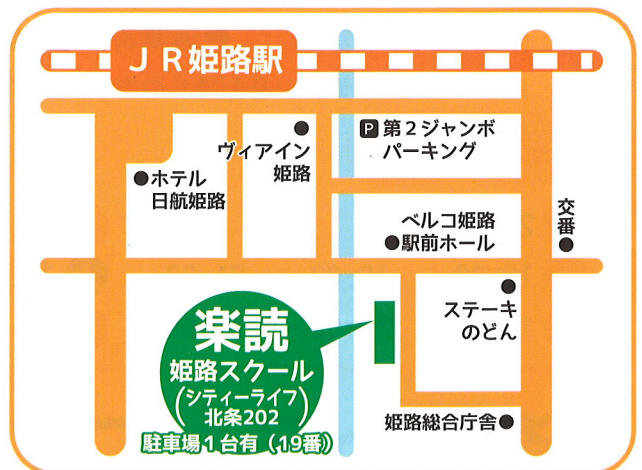 JR姫路駅
ヴィアイン
姫路
P 第2ジャンボ
パーキング
ホテル
日航姫路
交番
ベルコ姫路
駅前ホール
ステーキ
のどん
楽読
姫路スクール
(シティーライフ
北条202)
駐車場1台有(19番)
姫路総合庁舎